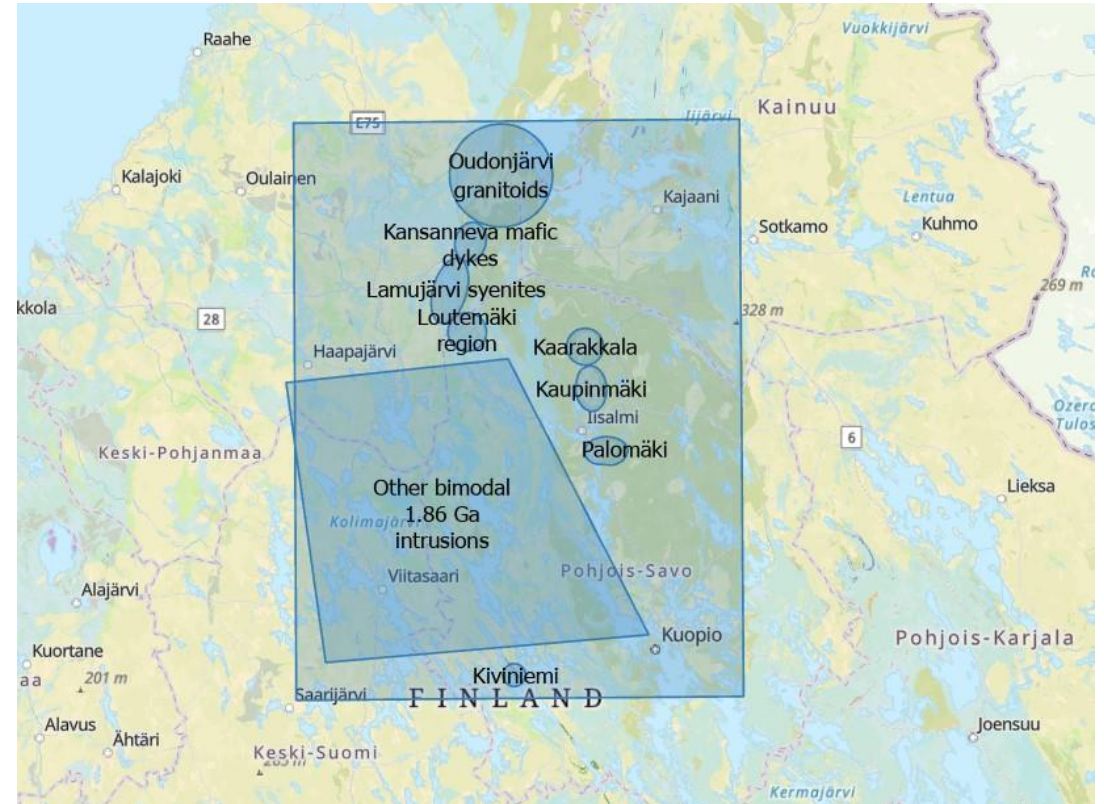 Raahe
Vuokkijärvi
Kainuu
Iijärvi
E75
Oudonjärvi
granitoids
Kalajoki
Oulainen
Kajaani
Lentua
Kuhmo
Sotkamo
Kansanneva mafic
dykes
269 m
Lamujärvi syenites
kkola
28
328 m
Loutemäki
region
Haapajärvi
Kaarakkala
Kaupinmäki
Iisalmi
Ozero
Tulos
6
Keski-Pohjanmaa
Palomäki
Lieksa
Other bimodal
1.86 Ga
intrusions
Kolimajärvi
Viitasaari
Pohjois-Savo
Alajärvi
Kuopio
Pohjois-Karjala
Kuortane
aa
201 m
Kiviniemi
Saarijärvi
FINLAND
Alavus
Ähtäri
Keski-Suomi
Joensuu
Kermajärvi